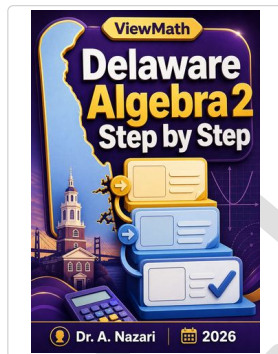 ViewMath
Delaware
Algebra 2
Step by Step
Dr. A. Nazari
2026